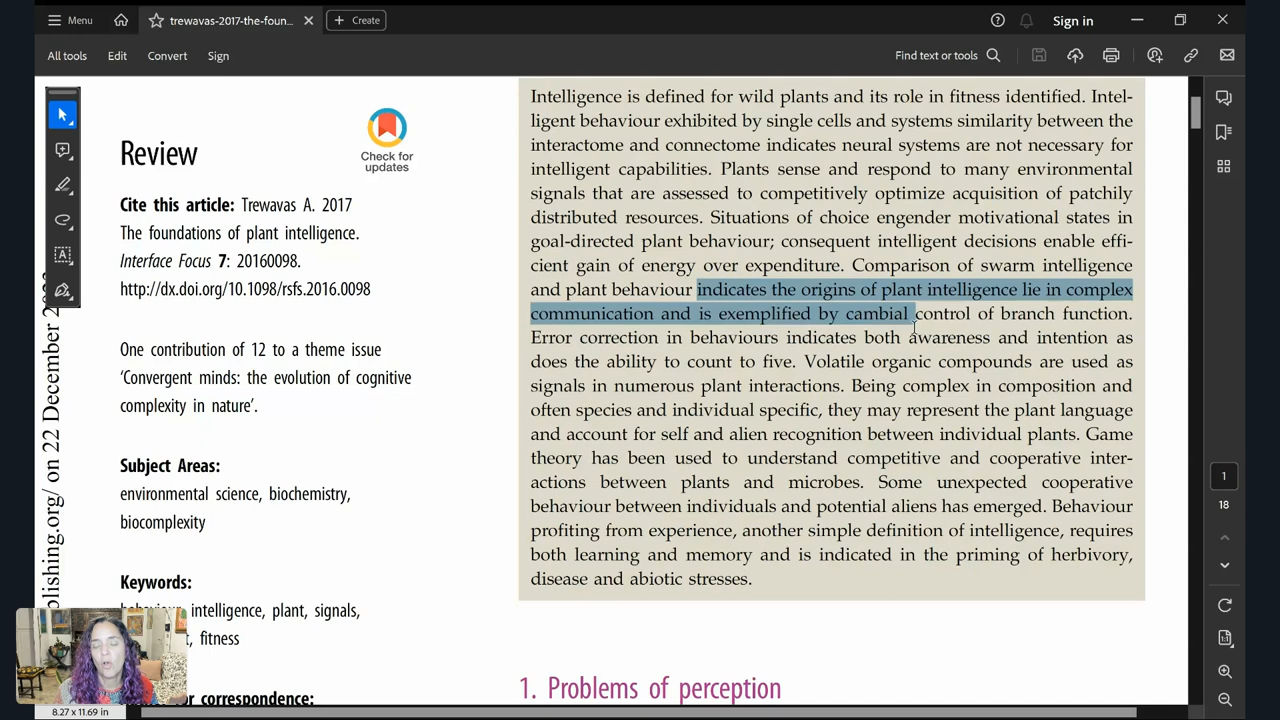 Menu
trewavas-2017-the-foun...
Create
Sign in
All tools
Edit
Convert
Sign
Find text or tools
Review
Check for
updates
Cite this article: Trewavas A. 2017
The foundations of plant intelligence.
Interface Focus 7: 20160098.
http://dx.doi.org/10.1098/rsfs.2016.0098
One contribution of 12 to a theme issue
‘Convergent minds: the evolution of cognitive
complexity in nature’.
Subject Areas:
environmental science, biochemistry,
biocomplexity
Keywords:
intelligence, plant, signals,
fitness
correspondence:
blishing.org/ on 22 December
Intelligence is defined for wild plants and its role in fitness identified. Intel-
ligent behaviour exhibited by single cells and systems similarity between the
interactome and connectome indicates neural systems are not necessary for
intelligent capabilities. Plants sense and respond to many environmental
signals that are assessed to competitively optimize acquisition of patchily
distributed resources. Situations of choice engender motivational states in
goal-directed plant behaviour; consequent intelligent decisions enable effi-
cient gain of energy over expenditure. Comparison of swarm intelligence
and plant behaviour indicates the origins of plant intelligence lie in complex
communication and is exemplified by cambial control of branch function.
Error correction in behaviours indicates both awareness and intention as
does the ability to count to five. Volatile organic compounds are used as
signals in numerous plant interactions. Being complex in composition and
often species and individual specific, they may represent the plant language
and account for self and alien recognition between individual plants. Game
theory has been used to understand competitive and cooperative inter-
actions between plants and microbes. Some unexpected cooperative
behaviour between individuals and potential aliens has emerged. Behaviour
profiting from experience, another simple definition of intelligence, requires
both learning and memory and is indicated in the priming of herbivory,
disease and abiotic stresses.
1. Problems of perception
1
18
8.27 x 11.69 in